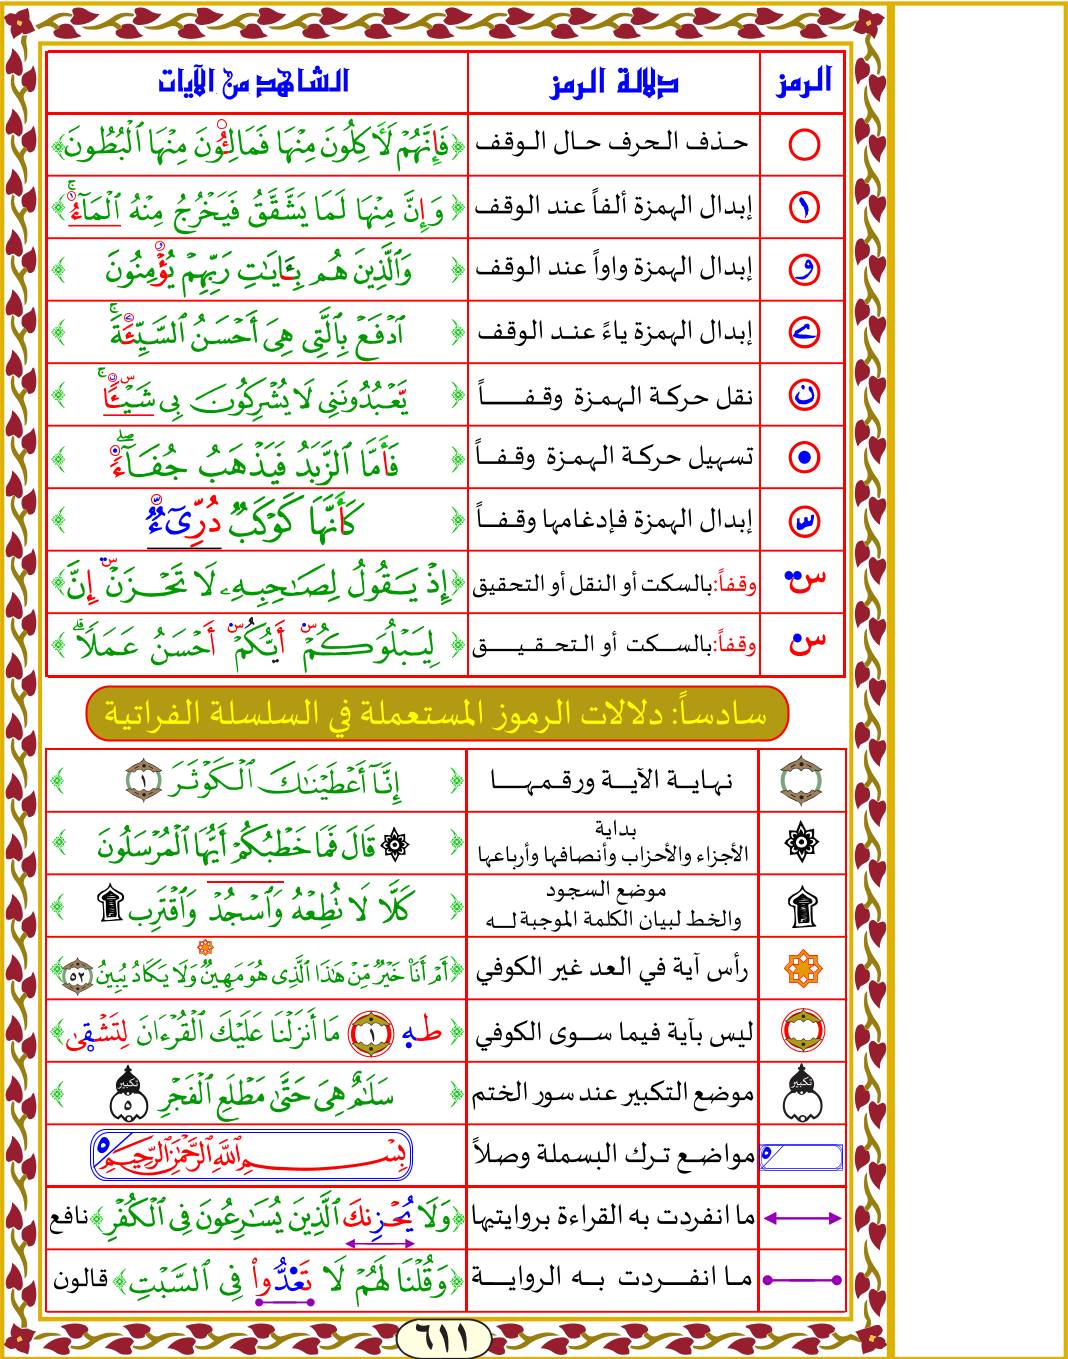 الرمز دلالة الرمز الشاهد من الآيات
حذف الحرف حال الوقف ﴿فَإِنَّهُمْ لَأٓكِلُونَ مِنْهَا فَمَالِـُٔونَ مِنْهَا ٱلْبُطُونَ﴾
١ إبدال الهمزة ألفاً عند الوقف ﴿وَإِنَّ مِنْهَا لَمَا يَشَّقَّقُ فَيَخْرُجُ مِنْهُ ٱلْمَآءُ﴾
و إبدال الهمزة واواً عند الوقف ﴿وَٱلَّذِينَ هُم بِـَٔايَٰتِ رَبِّهِمْ يُؤْمِنُونَ﴾
ے إبدال الهمزة ياءً عند الوقف ﴿ٱدْفَعْ بِٱلَّتِى هِىَ أَحْسَنُ ٱلسَّيِّئَةَ﴾
ن نقل حركة الهمزة وقفــاً ﴿يَعْبُدُونَنِى لَا يُشْرِكُونَ بِى شَيْـًٔا﴾
تسهيل حركة الهمزة وقفـاً ﴿فَأَمَّا ٱلزَّبَدُ فَيَذْهَبُ جُفَآءً﴾
س إبدال الهمزة فإدغامها وقفـاً ﴿كَأَنَّهَا كَوْكَبٌ دُرِّىٓءٌ﴾
س وقفاً: بالسكت أو النقل أو التحقيق ﴿إِذْ يَقُولُ لِصَٰحِبِهِۦ لَا تَحْزَنْ إِنَّ﴾
س وقفاً: بالسكت أو التحقيق ﴿لِيَبْلُوَكُمْ أَيُّكُمْ أَحْسَنُ عَمَلًا﴾
سادساً: دلالات الرموز المستعملة في السلسلة الفراتية
نهاية الآية ورقمها ﴿إِنَّآ أَعْطَيْنَٰكَ ٱلْكَوْثَرَ ١﴾
بداية
الأجزاء والأحزاب وأنصافها وأرباعها ﴿۞ قَالَ فَمَا خَطْبُكُمْ أَيُّهَا ٱلْمُرْسَلُونَ﴾
موضع السجود
والخط لبيان الكلمة الموجبة لـه ﴿كَلَّا لَا تُطِعْهُ وَٱسْجُدْ وَٱقْتَرِب ۩﴾
رأس آية في العد غير الكوفي ﴿أَمْ أَنَا۠ خَيْرٌ مِّنْ هَٰذَا ٱلَّذِى هُوَ مَهِينٌ وَلَا يَكَادُ يُبِينُ ٥٢﴾
ليس بآية فيما سوى الكوفي ﴿طه ١ مَآ أَنزَلْنَا عَلَيْكَ ٱلْقُرْءَانَ لِتَشْقَىٰ﴾
تكبير موضع التكبير عند سور الختم ﴿سَلَٰمٌ هِىَ حَتَّىٰ مَطْلَعِ ٱلْفَجْرِ تكبير ٥﴾
٥ مواضع ترك البسملة وصلاً بِسْمِ ٱللَّهِ ٱلرَّحْمَٰنِ ٱلرَّحِيمِ ٥
ما انفردت به القراءة بروايتيها ﴿وَلَا يُحْزِنكَ ٱلَّذِينَ يُسَٰرِعُونَ فِى ٱلْكُفْرِ﴾ نافع
ما انفردت به الرواية ﴿وَقُلْنَا لَهُمْ لَا تَعْدُّوا۟ فِى ٱلسَّبْتِ﴾ قالون
٦١١